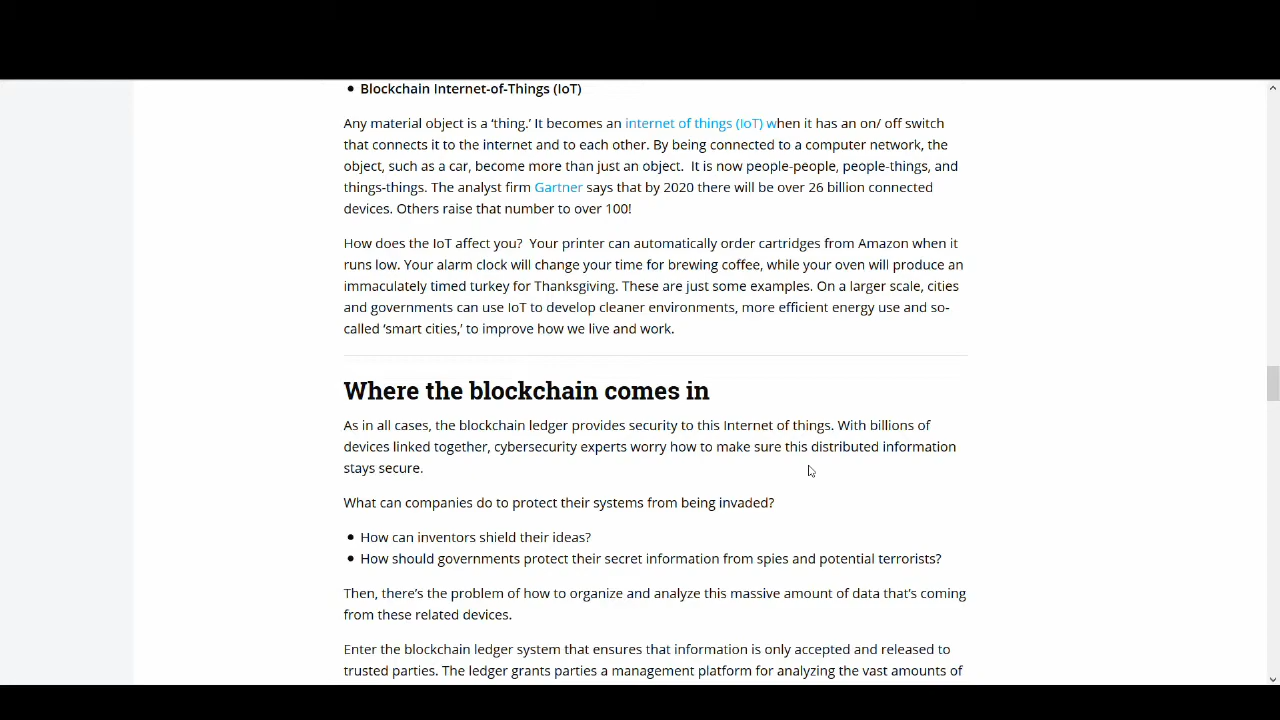 • Blockchain Internet-of-Things (IoT)
Any material object is a ‘thing.’ It becomes an internet of things (IoT) when it has an on/ off switch
that connects it to the internet and to each other. By being connected to a computer network, the
object, such as a car, become more than just an object.  It is now people-people, people-things, and
things-things. The analyst firm Gartner says that by 2020 there will be over 26 billion connected
devices. Others raise that number to over 100!
How does the IoT affect you?  Your printer can automatically order cartridges from Amazon when it
runs low. Your alarm clock will change your time for brewing coffee, while your oven will produce an
immaculately timed turkey for Thanksgiving. These are just some examples. On a larger scale, cities
and governments can use IoT to develop cleaner environments, more efficient energy use and so-
called ‘smart cities,’ to improve how we live and work.
Where the blockchain comes in
As in all cases, the blockchain ledger provides security to this Internet of things. With billions of
devices linked together, cybersecurity experts worry how to make sure this distributed information
stays secure.
What can companies do to protect their systems from being invaded?
• How can inventors shield their ideas?
• How should governments protect their secret information from spies and potential terrorists?
Then, there’s the problem of how to organize and analyze this massive amount of data that’s coming
from these related devices.
Enter the blockchain ledger system that ensures that information is only accepted and released to
trusted parties. The ledger grants parties a management platform for analyzing the vast amounts of